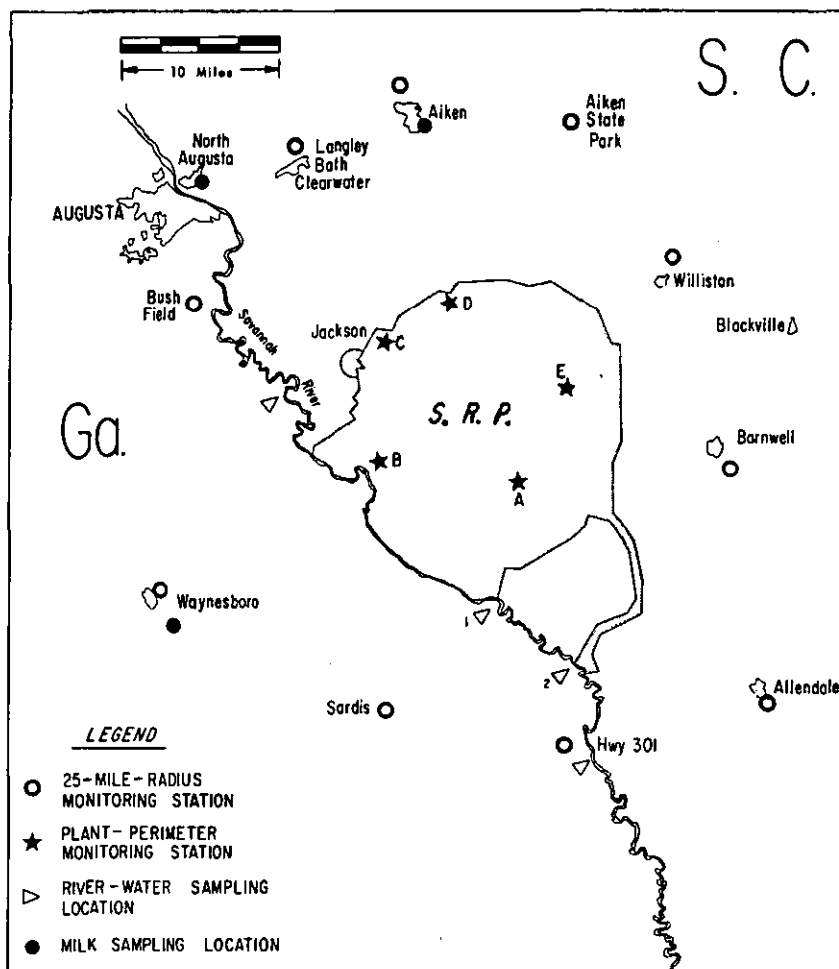 S. C.
10 Miles
Aiken
Aiken
State
Park
North
Augusta
Langley
Bath
Clearwater
AUGUSTA
Williston
Bush
Field
Savannah
River
Jackson
D
C
Blackville
E
S. R. P.
Ga.
Barnwell
B
A
Waynesboro
1
2
Sardis
Allendale
Hwy 301
LEGEND
25-MILE-RADIUS
MONITORING STATION
PLANT-PERIMETER
MONITORING STATION
RIVER-WATER SAMPLING
LOCATION
MILK SAMPLING LOCATION